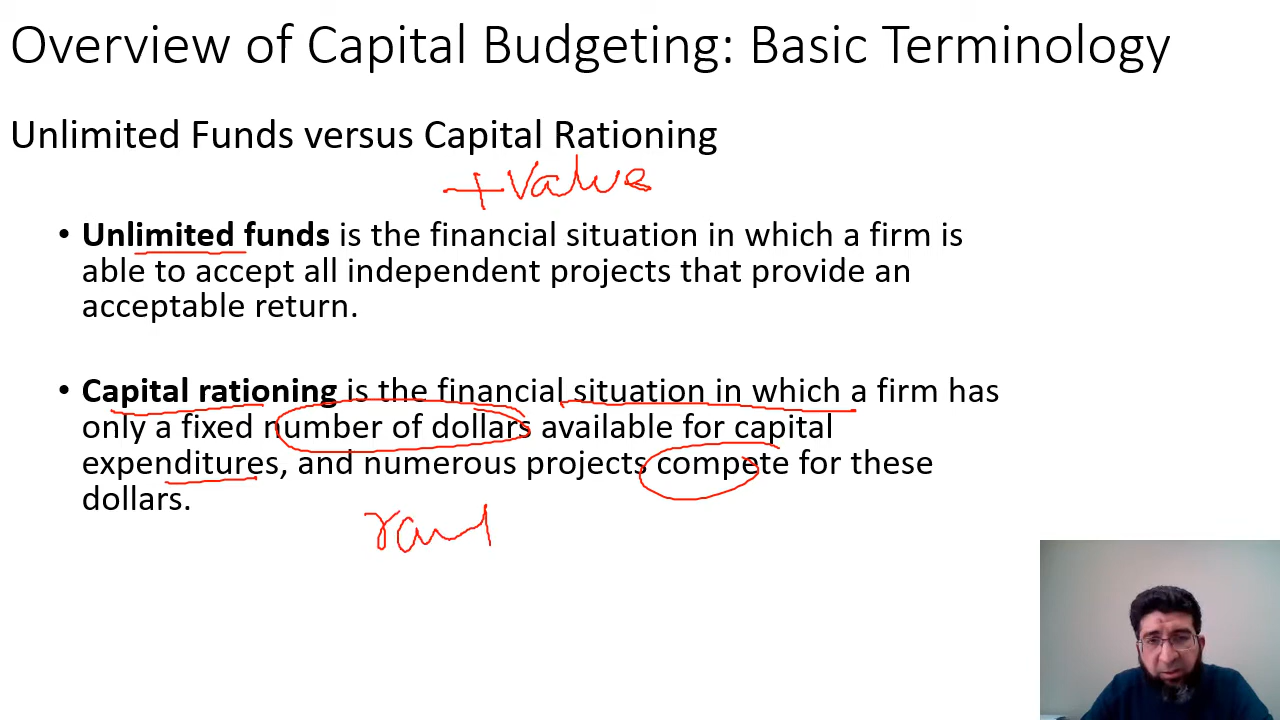 Overview of Capital Budgeting: Basic Terminology
Unlimited Funds versus Capital Rationing
+value
• Unlimited funds is the financial situation in which a firm is
able to accept all independent projects that provide an
acceptable return.
• Capital rationing is the financial situation in which a firm has
only a fixed number of dollars available for capital
expenditures, and numerous projects compete for these
dollars.